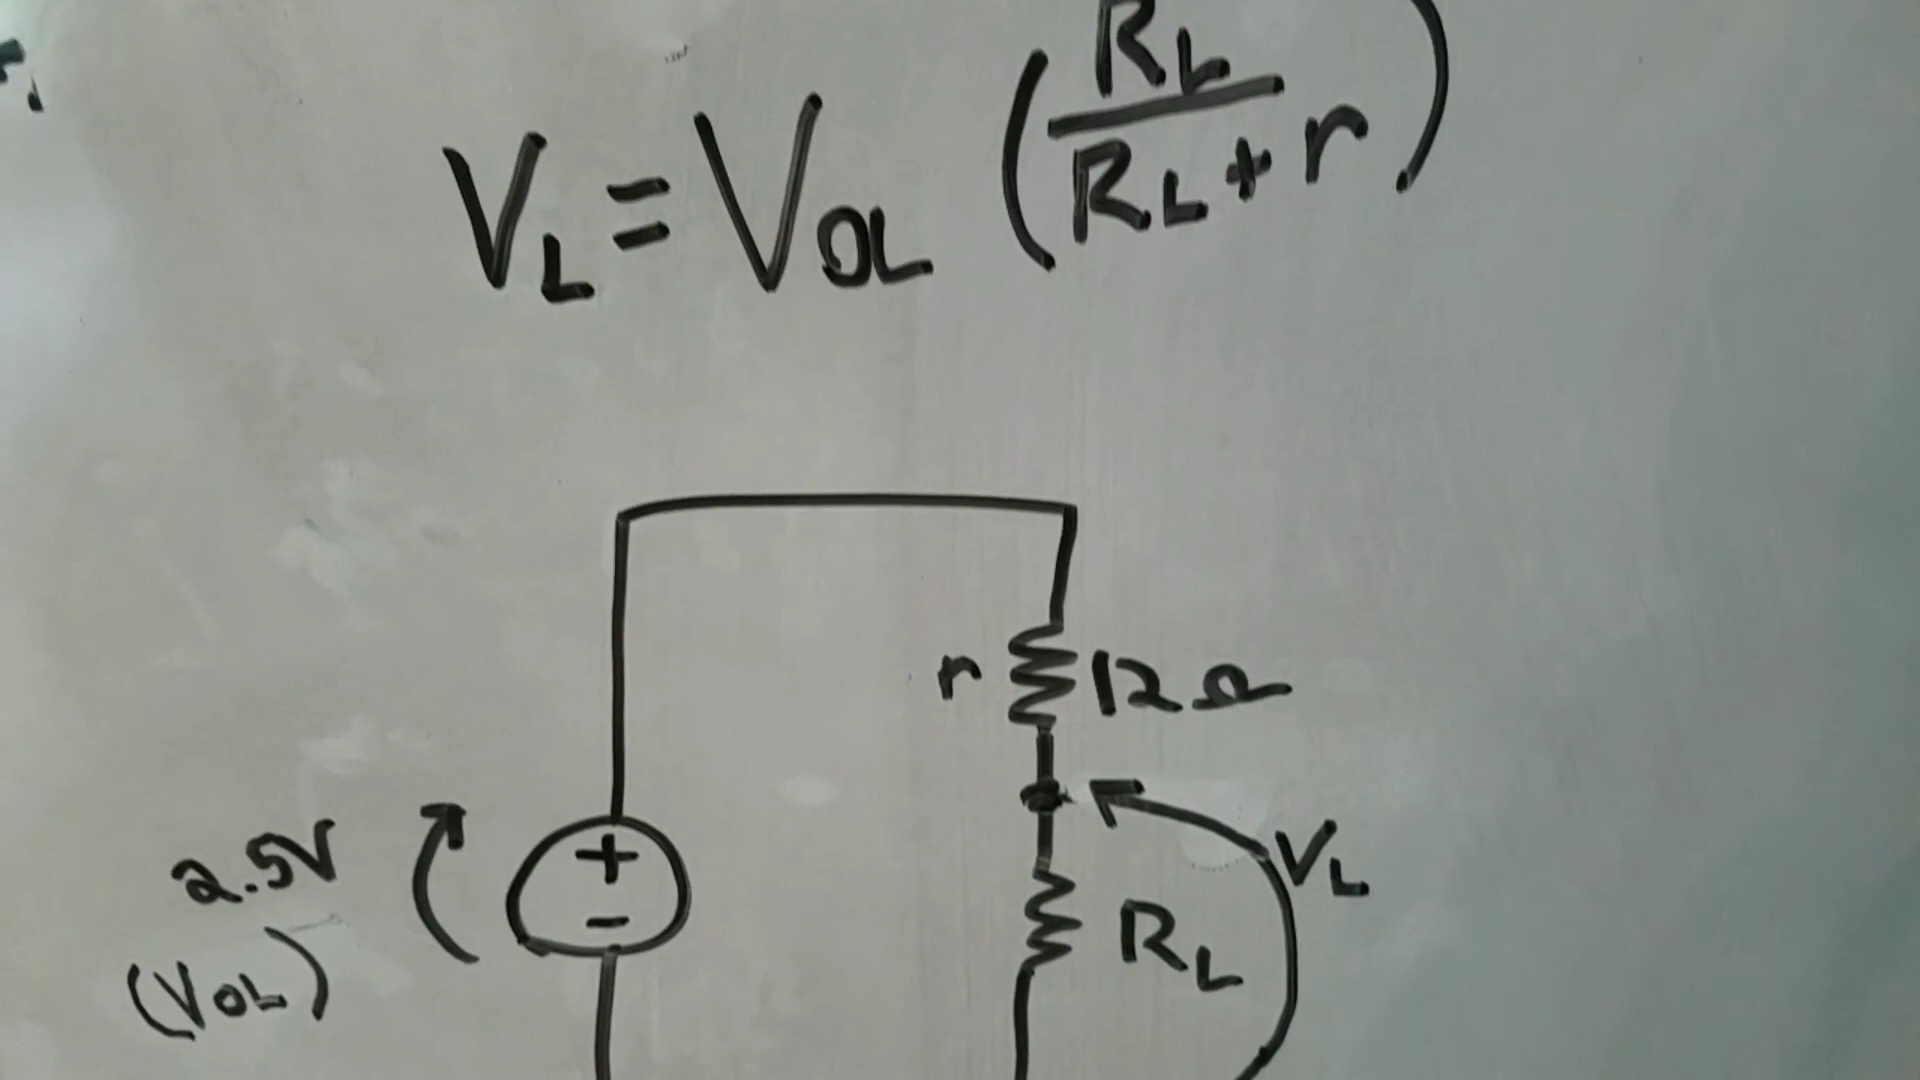 V_L = V_OL (R_L / (R_L + r))
r 12Ω
2.5V + V_L
(V_OL) - R_L